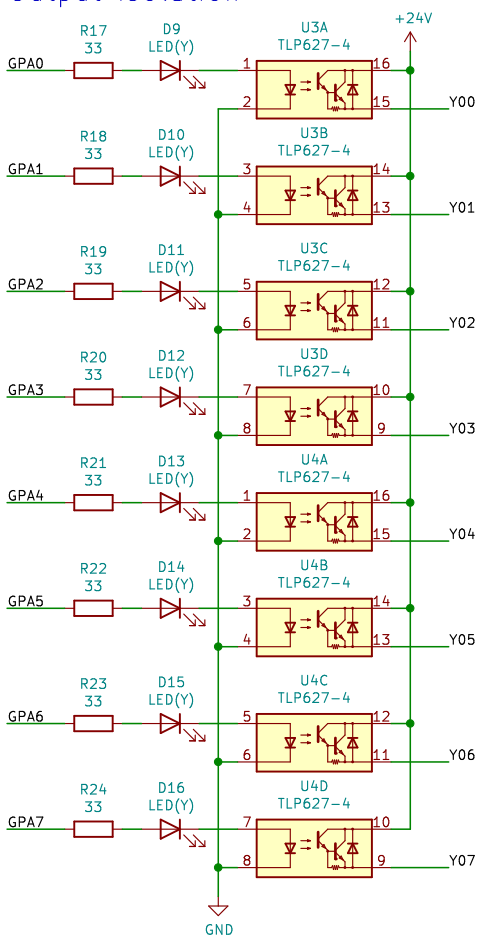 Output Isolation
+24V
R17
33
D9
LED(Y)
U3A
TLP627-4
GPA0
1
16
2
15
Y00
R18
33
D10
LED(Y)
U3B
TLP627-4
GPA1
3
14
4
13
Y01
R19
33
D11
LED(Y)
U3C
TLP627-4
GPA2
5
12
6
11
Y02
R20
33
D12
LED(Y)
U3D
TLP627-4
GPA3
7
10
8
9
Y03
R21
33
D13
LED(Y)
U4A
TLP627-4
GPA4
1
16
2
15
Y04
R22
33
D14
LED(Y)
U4B
TLP627-4
GPA5
3
14
4
13
Y05
R23
33
D15
LED(Y)
U4C
TLP627-4
GPA6
5
12
6
11
Y06
R24
33
D16
LED(Y)
U4D
TLP627-4
GPA7
7
10
8
9
Y07
GND